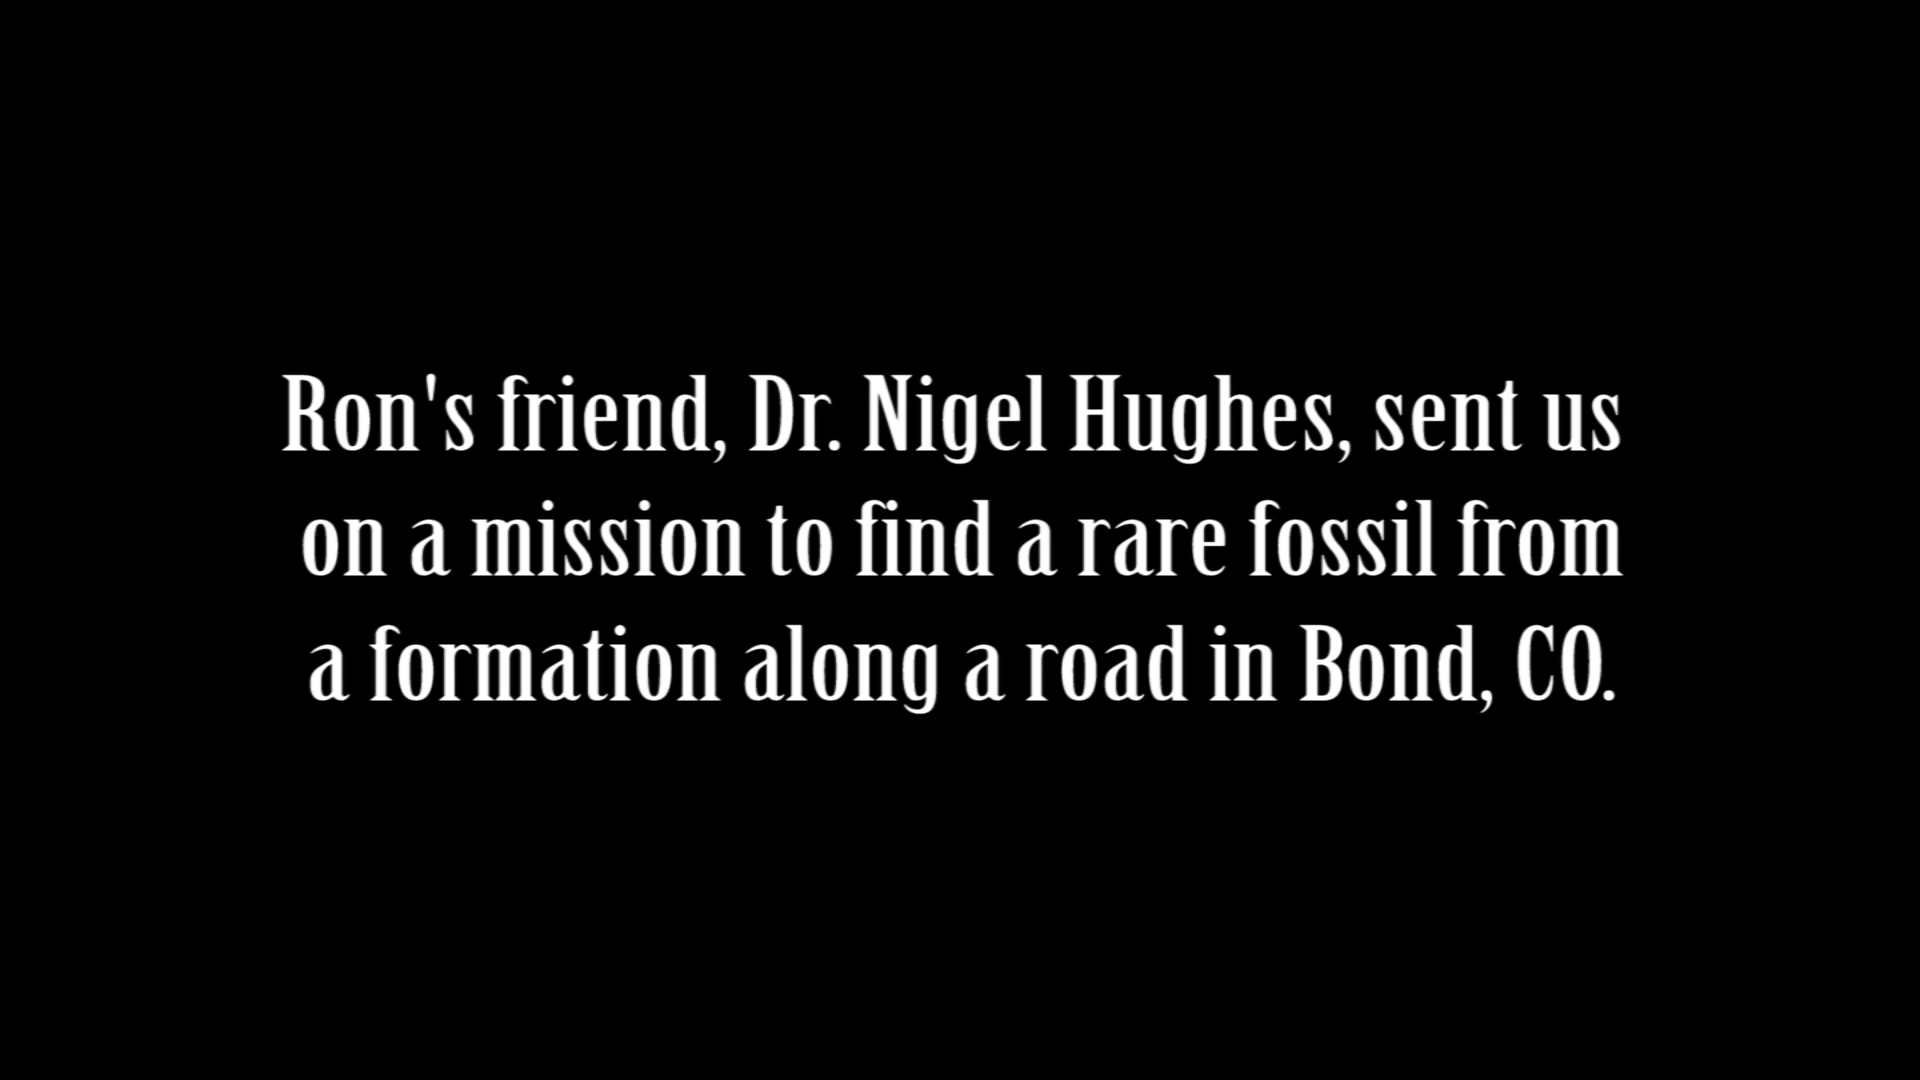 Ron's friend, Dr. Nigel Hughes, sent us
on a mission to find a rare fossil from
a formation along a road in Bond, CO.